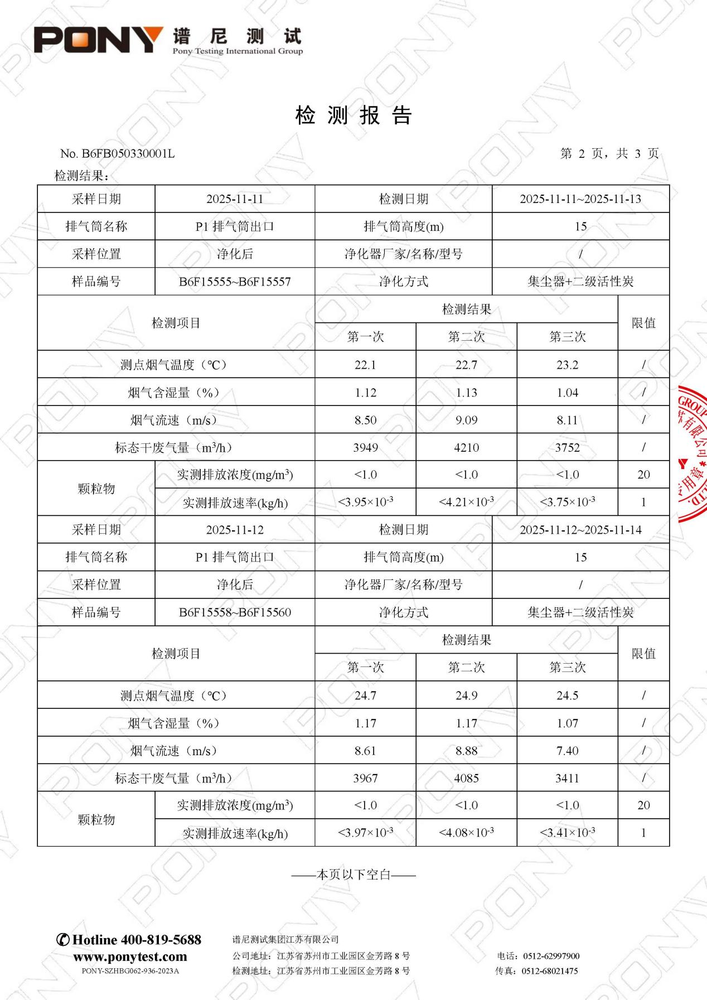 PONY 谱尼测试
Pony Testing International Group
检测报告
No. B6FB050330001L 第 2 页，共 3 页
检测结果：
采样日期 2025-11-11 检测日期 2025-11-11~2025-11-13
排气筒名称 P1 排气筒出口 排气筒高度(m) 15
采样位置 净化后 净化器厂家/名称/型号 /
样品编号 B6F15555~B6F15557 净化方式 集尘器+二级活性炭
检测项目 检测结果 限值
第一次 第二次 第三次
测点烟气温度（℃） 22.1 22.7 23.2 /
烟气含湿量（%） 1.12 1.13 1.04 /
烟气流速（m/s） 8.50 9.09 8.11 /
标态干废气量（m³/h） 3949 4210 3752 /
颗粒物 实测排放浓度(mg/m³) <1.0 <1.0 <1.0 20
实测排放速率(kg/h) <3.95×10⁻³ <4.21×10⁻³ <3.75×10⁻³ 1
采样日期 2025-11-12 检测日期 2025-11-12~2025-11-14
排气筒名称 P1 排气筒出口 排气筒高度(m) 15
采样位置 净化后 净化器厂家/名称/型号 /
样品编号 B6F15558~B6F15560 净化方式 集尘器+二级活性炭
检测项目 检测结果 限值
第一次 第二次 第三次
测点烟气温度（℃） 24.7 24.9 24.5 /
烟气含湿量（%） 1.17 1.17 1.07 /
烟气流速（m/s） 8.61 8.88 7.40 /
标态干废气量（m³/h） 3967 4085 3411 /
颗粒物 实测排放浓度(mg/m³) <1.0 <1.0 <1.0 20
实测排放速率(kg/h) <3.97×10⁻³ <4.08×10⁻³ <3.41×10⁻³ 1
——本页以下空白——
GROUP
苏有限公司
用章
LTD.
✆Hotline 400-819-5688 谱尼测试集团江苏有限公司
www.ponytest.com 公司地址：江苏省苏州市工业园区金芳路 8 号 电话：0512-62997900
PONY-SZHBG062-936-2023A 检测地址：江苏省苏州市工业园区金芳路 8 号 传真：0512-68021475